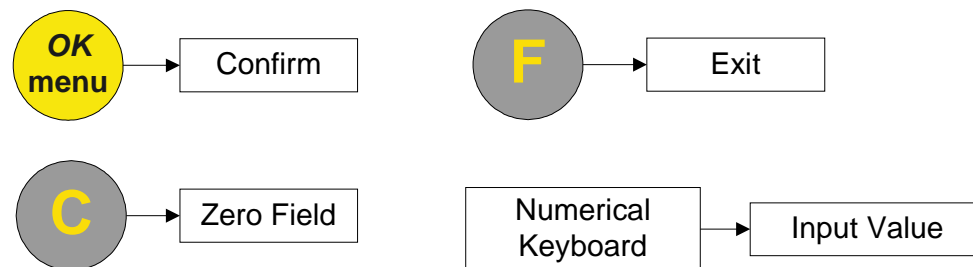 OK
menu
Confirm
F
Exit
C
Zero Field
Numerical
Keyboard
Input Value